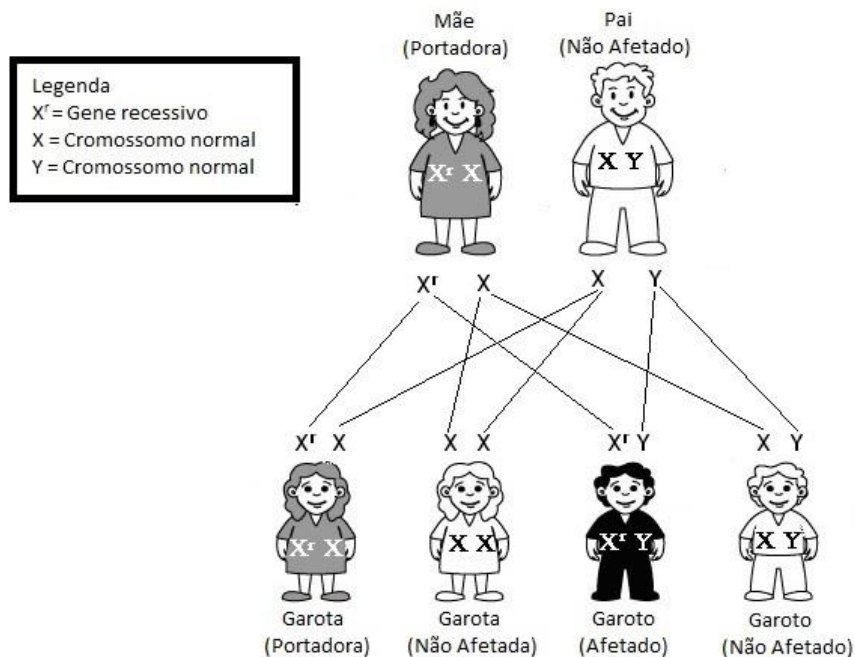 Mãe
(Portadora)
Pai
(Não Afetado)
Legenda
Xʳ = Gene recessivo
X = Cromossomo normal
Y = Cromossomo normal
Xʳ X
X Y
Xʳ X X Y
Xʳ X
X X
Xʳ Y
X Y
Xʳ X
X X
Xʳ Y
X Y
Garota
(Portadora)
Garota
(Não Afetada)
Garoto
(Afetado)
Garoto
(Não Afetado)